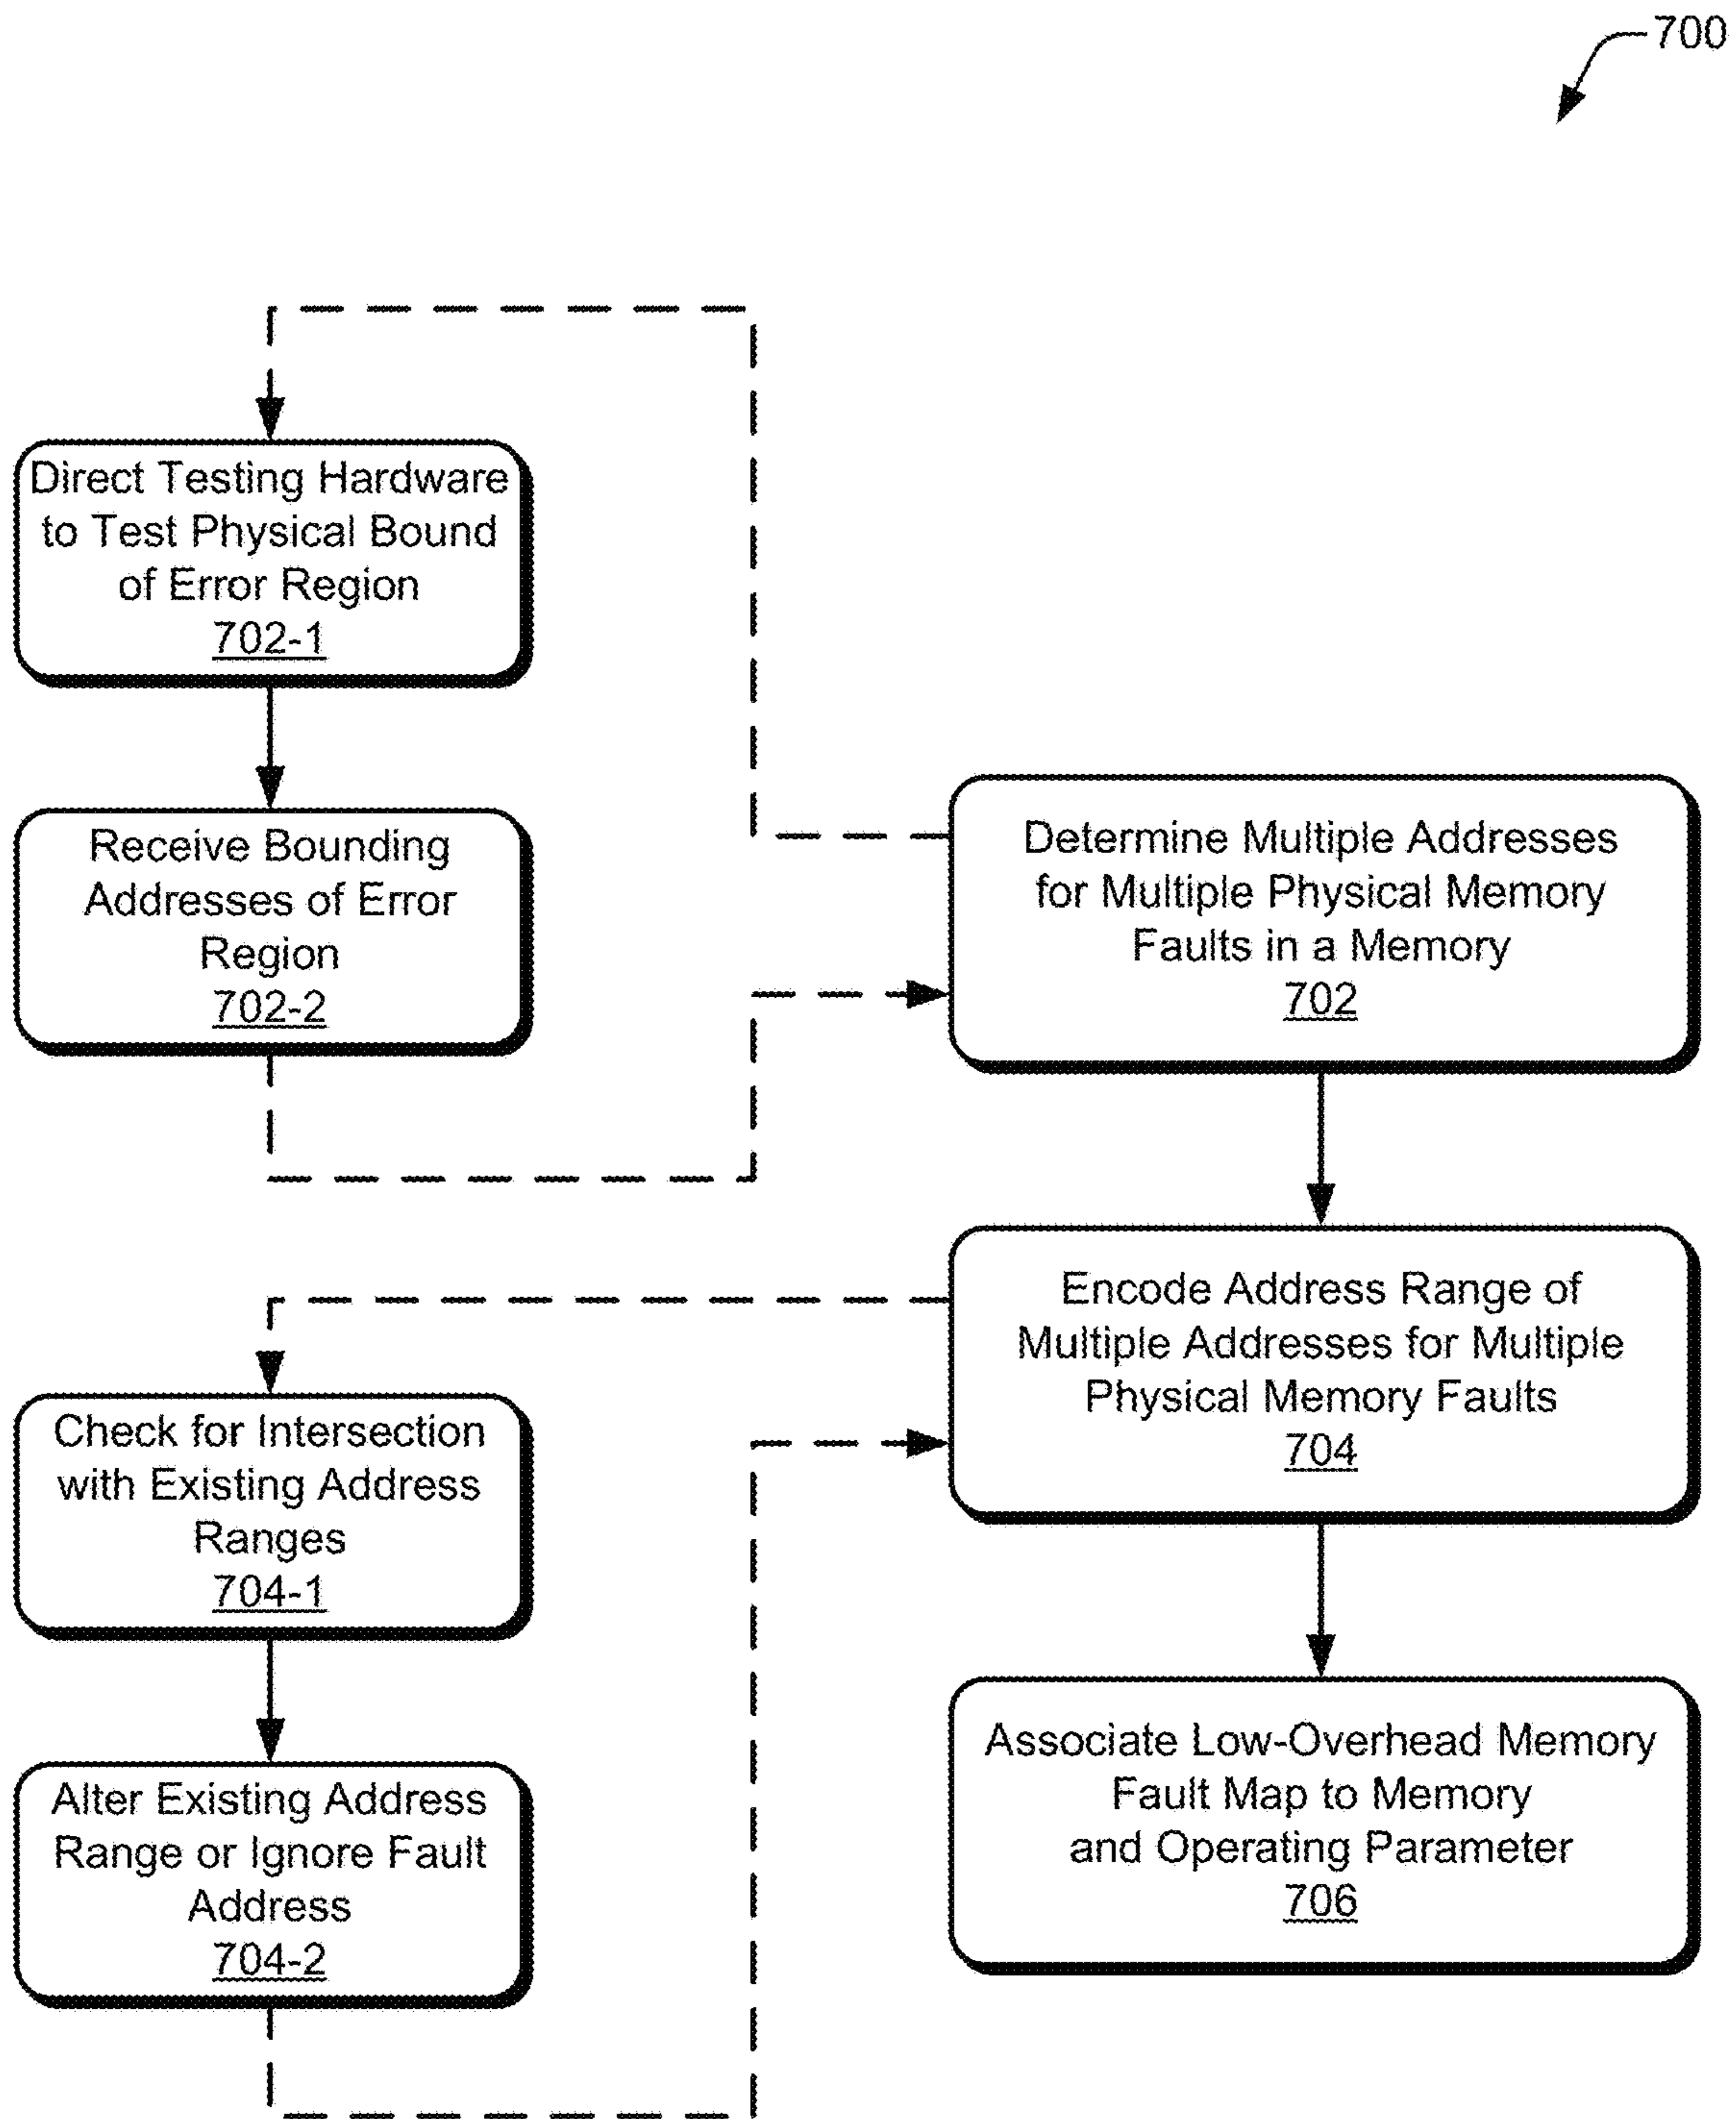 700
Direct Testing Hardware
to Test Physical Bound
of Error Region
702-1
Receive Bounding
Addresses of Error
Region
702-2
Determine Multiple Addresses
for Multiple Physical Memory
Faults in a Memory
702
Encode Address Range of
Multiple Addresses for Multiple
Physical Memory Faults
704
Check for Intersection
with Existing Address
Ranges
704-1
Alter Existing Address
Range or Ignore Fault
Address
704-2
Associate Low-Overhead Memory
Fault Map to Memory
and Operating Parameter
706